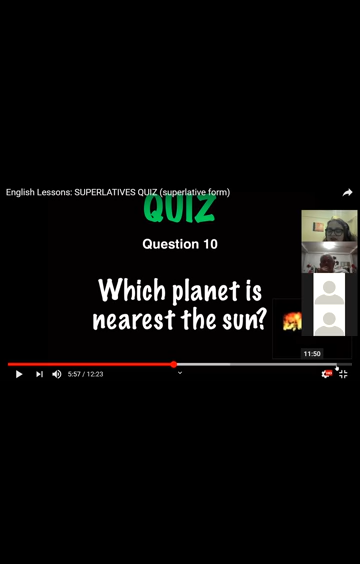 English Lessons: SUPERLATIVES QUIZ (superlative form)
QUIZ
Question 10
Which planet is
nearest the sun?
11:50
5:57 / 12:23